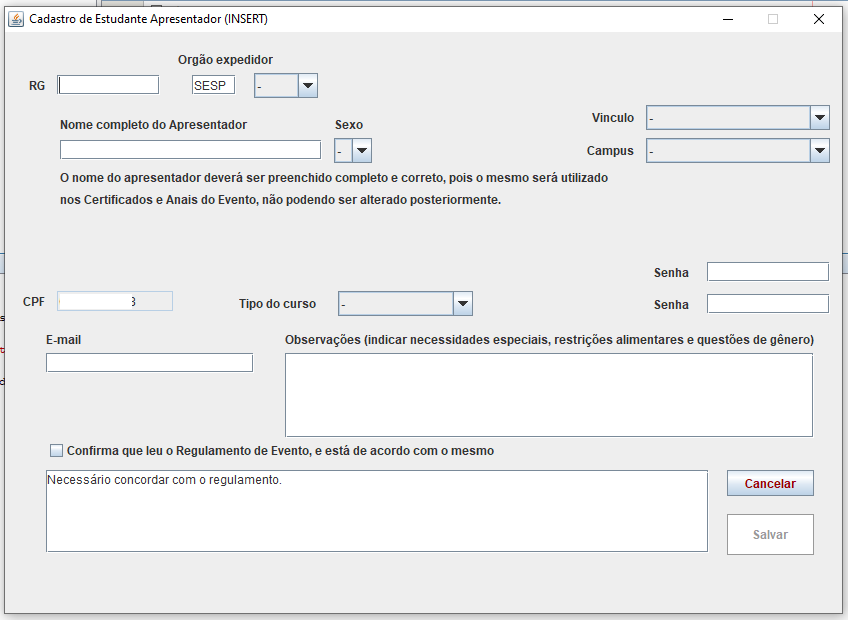 Cadastro de Estudante Apresentador (INSERT)
Orgão expedidor
RG
SESP
-
Nome completo do Apresentador
Sexo
-
Vinculo
-
Campus
-
O nome do apresentador deverá ser preenchido completo e correto, pois o mesmo será utilizado
nos Certificados e Anais do Evento, não podendo ser alterado posteriormente.
Senha
CPF
Tipo do curso
-
Senha
E-mail
Observações (indicar necessidades especiais, restrições alimentares e questões de gênero)
Confirma que leu o Regulamento de Evento, e está de acordo com o mesmo
Necessário concordar com o regulamento.
Cancelar
Salvar